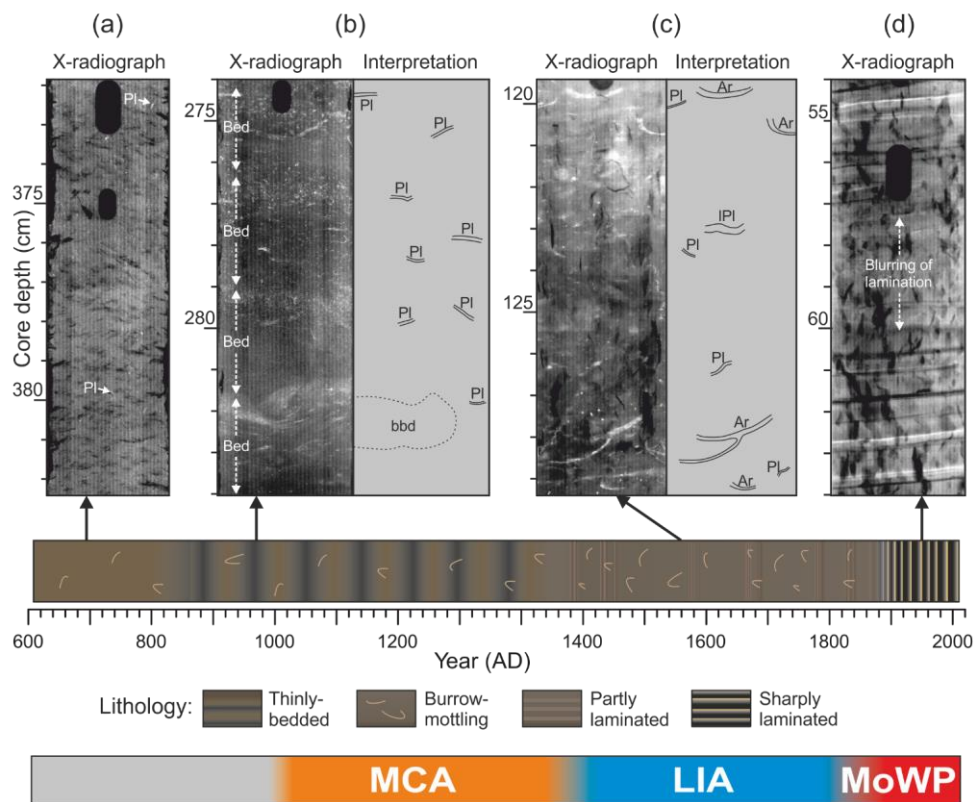 (a)
(b)
(c)
(d)
X-radiograph
X-radiograph Interpretation
X-radiograph Interpretation
X-radiograph
Core depth (cm)
375
380
Pl
Pl
275
280
Bed
Bed
Bed
Bed
Pl
Pl
Pl
Pl
Pl
Pl
Pl
Pl
bbd
120
125
Pl
Ar
Ar
lPl
Pl
Pl
Ar
Ar
Pl
55
60
Blurring of
lamination
600 800 1000 1200 1400 1600 1800 2000
Year (AD)
Lithology:
Thinly-
bedded
Burrow-
mottling
Partly
laminated
Sharply
laminated
MCA LIA MoWP